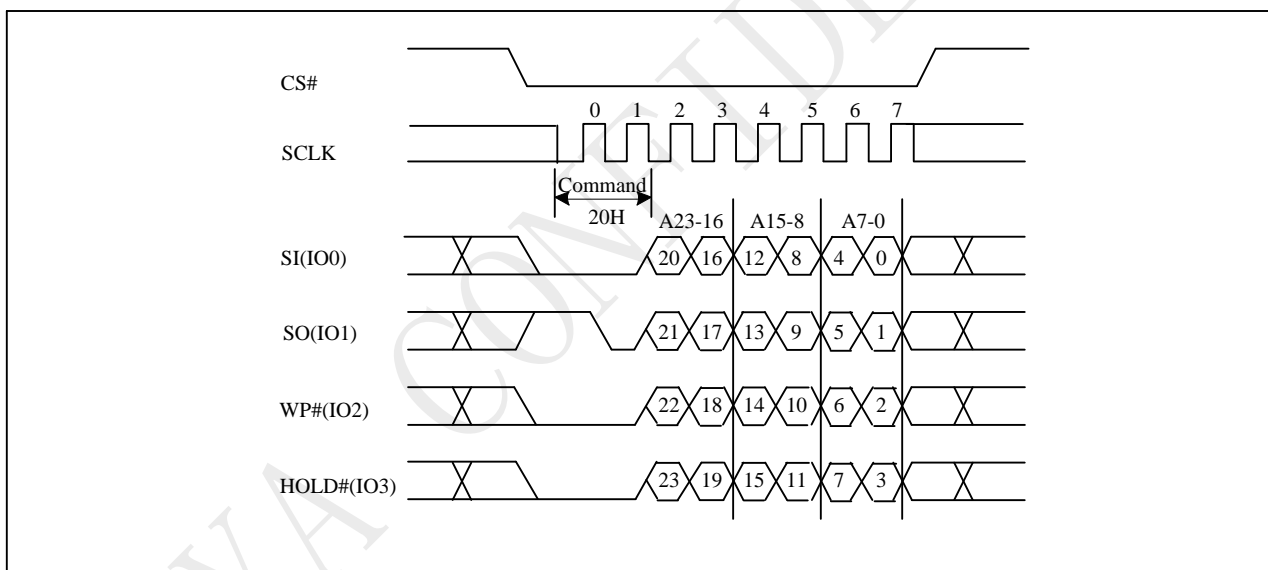 CS#
0 1 2 3 4 5 6 7
SCLK
Command
20H
A23-16 A15-8 A7-0
SI(IO0) 20 16 12 8 4 0
SO(IO1) 21 17 13 9 5 1
WP#(IO2) 22 18 14 10 6 2
HOLD#(IO3) 23 19 15 11 7 3